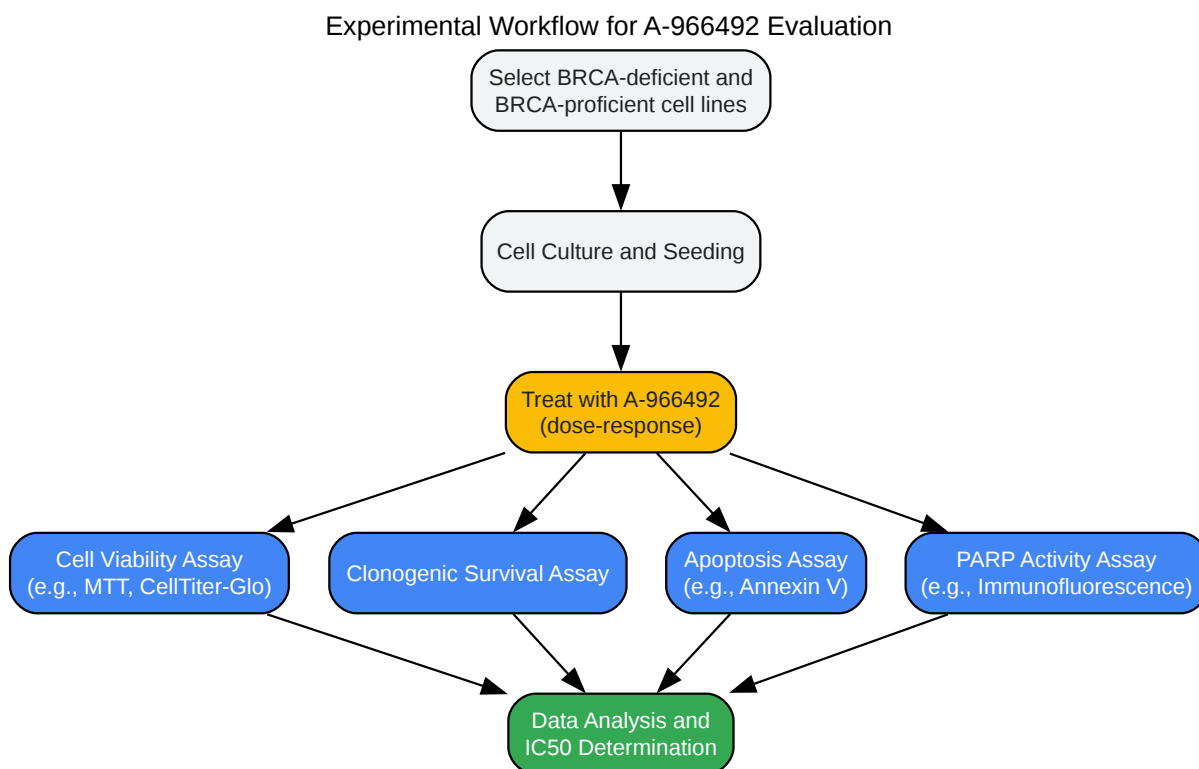 Experimental Workflow for A-966492 Evaluation
Select BRCA-deficient and
BRCA-proficient cell lines
Cell Culture and Seeding
Treat with A-966492
(dose-response)
Cell Viability Assay
(e.g., MTT, CellTiter-Glo)
Clonogenic Survival Assay
Apoptosis Assay
(e.g., Annexin V)
PARP Activity Assay
(e.g., Immunofluorescence)
Data Analysis and
IC50 Determination